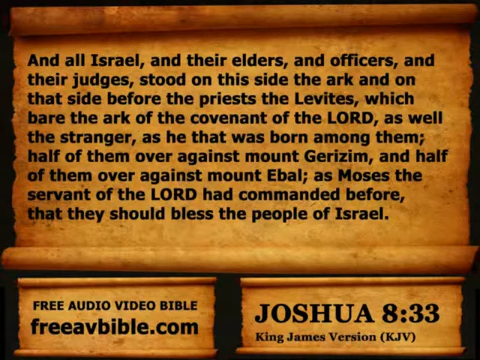 And all Israel, and their elders, and officers, and
their judges, stood on this side the ark and on
that side before the priests the Levites, which
bare the ark of the covenant of the LORD, as well
the stranger, as he that was born among them;
half of them over against mount Gerizim, and half
of them over against mount Ebal; as Moses the
servant of the LORD had commanded before,
that they should bless the people of Israel.
FREE AUDIO VIDEO BIBLE
freeavbible.com
JOSHUA 8:33
King James Version (KJV)